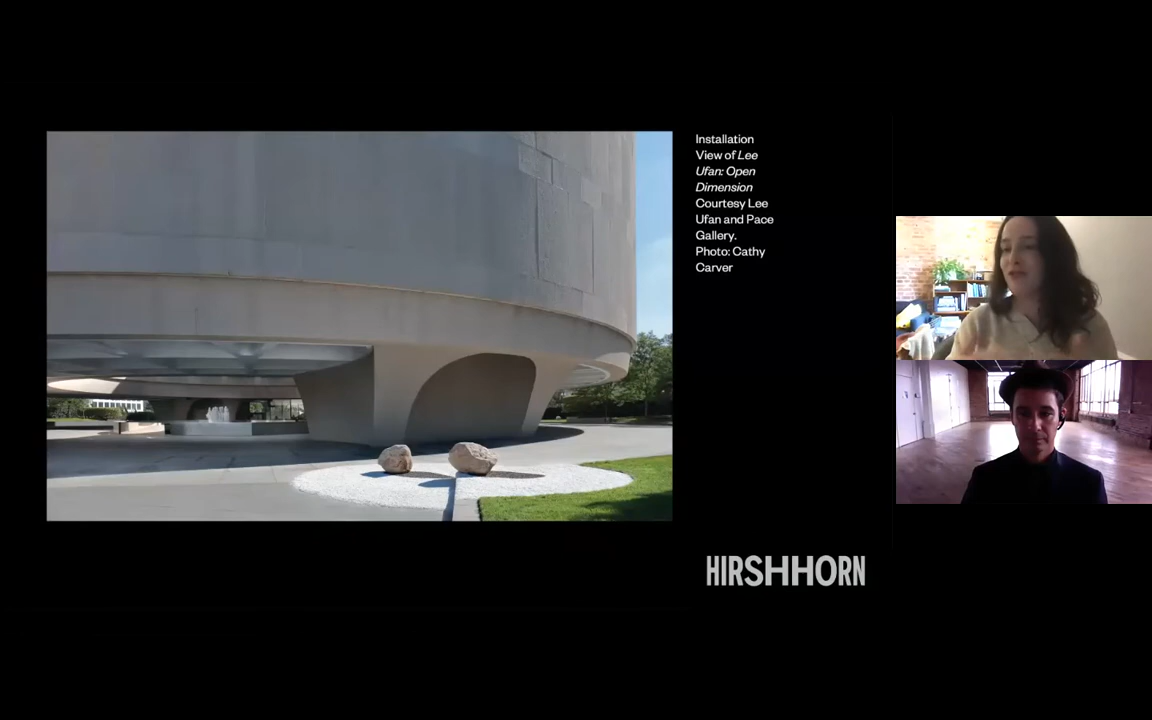 Installation
View of Lee
Ufan: Open
Dimension
Courtesy Lee
Ufan and Pace
Gallery.
Photo: Cathy
Carver
HIRSHHORN